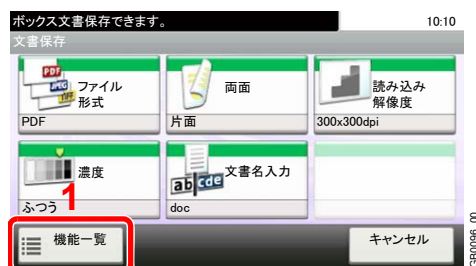 ボックス文書保存できます。
10:10
文書保存
PDF
JPEG
TIFF
ファイル
形式
PDF
両面
片面
読み込み
解像度
300x300dpi
濃度
ふつう
1
ab cde
文書名入力
doc
機能一覧
キャンセル